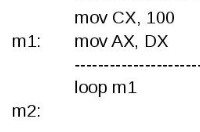 mov CX, 100
m1: mov AX, DX
----------------------
loop m1
m2: